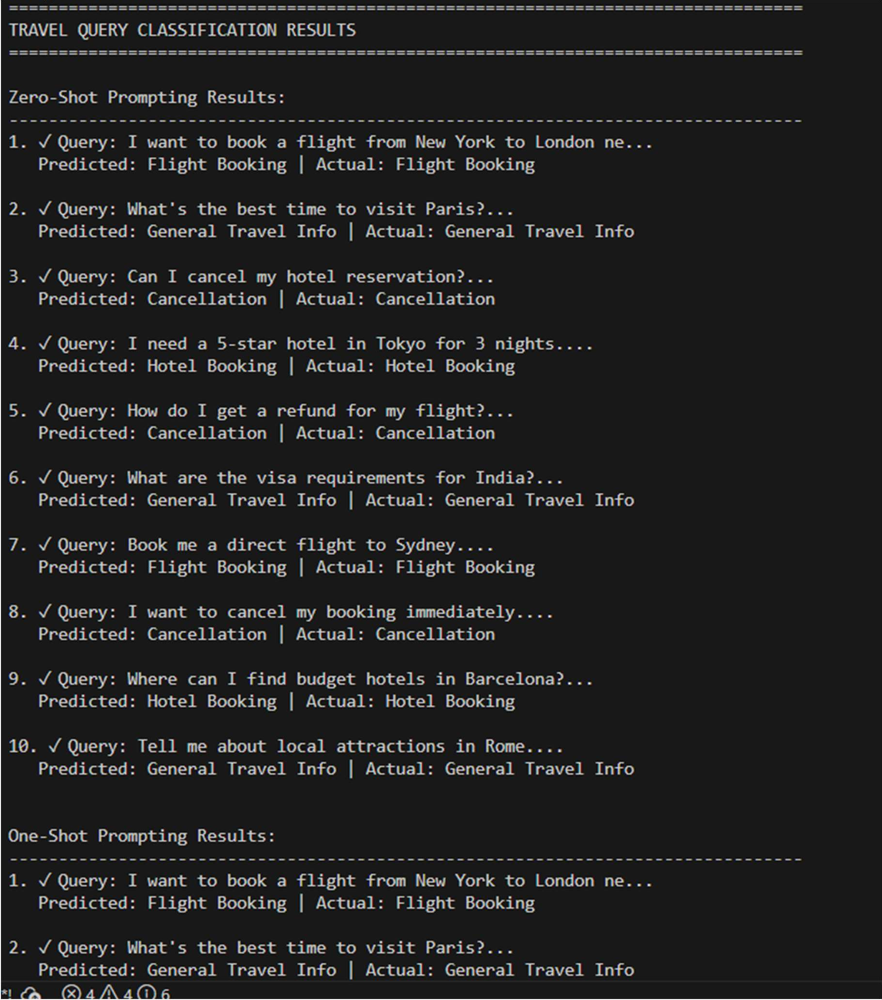 ================================================================================
TRAVEL QUERY CLASSIFICATION RESULTS
================================================================================
Zero-Shot Prompting Results:
--------------------------------------------------------------------------------
1. ✓ Query: I want to book a flight from New York to London ne...
Predicted: Flight Booking | Actual: Flight Booking
2. ✓ Query: What's the best time to visit Paris?...
Predicted: General Travel Info | Actual: General Travel Info
3. ✓ Query: Can I cancel my hotel reservation?...
Predicted: Cancellation | Actual: Cancellation
4. ✓ Query: I need a 5-star hotel in Tokyo for 3 nights....
Predicted: Hotel Booking | Actual: Hotel Booking
5. ✓ Query: How do I get a refund for my flight?...
Predicted: Cancellation | Actual: Cancellation
6. ✓ Query: What are the visa requirements for India?...
Predicted: General Travel Info | Actual: General Travel Info
7. ✓ Query: Book me a direct flight to Sydney....
Predicted: Flight Booking | Actual: Flight Booking
8. ✓ Query: I want to cancel my booking immediately....
Predicted: Cancellation | Actual: Cancellation
9. ✓ Query: Where can I find budget hotels in Barcelona?...
Predicted: Hotel Booking | Actual: Hotel Booking
10. ✓ Query: Tell me about local attractions in Rome....
Predicted: General Travel Info | Actual: General Travel Info
One-Shot Prompting Results:
--------------------------------------------------------------------------------
1. ✓ Query: I want to book a flight from New York to London ne...
Predicted: Flight Booking | Actual: Flight Booking
2. ✓ Query: What's the best time to visit Paris?...
Predicted: General Travel Info | Actual: General Travel Info
*! 4 4 6